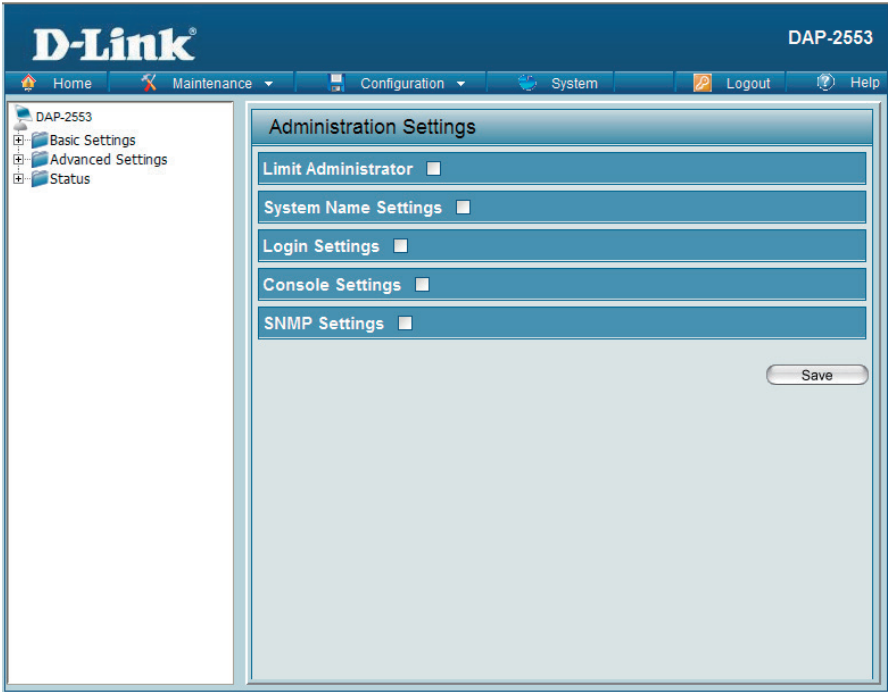 D-Link®
DAP-2553
Home Maintenance Configuration System Logout Help
DAP-2553
Basic Settings
Advanced Settings
Status
Administration Settings
Limit Administrator
System Name Settings
Login Settings
Console Settings
SNMP Settings
Save